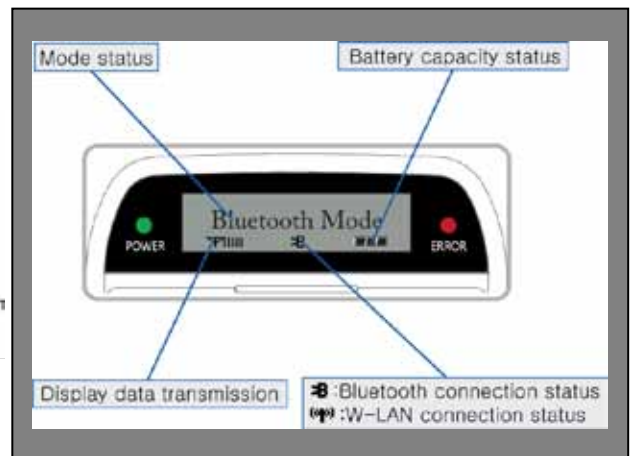 Mode status
Battery capacity status
Bluetooth Mode
POWER
ERROR
Display data transmission
:Bluetooth connection status
:W-LAN connection status